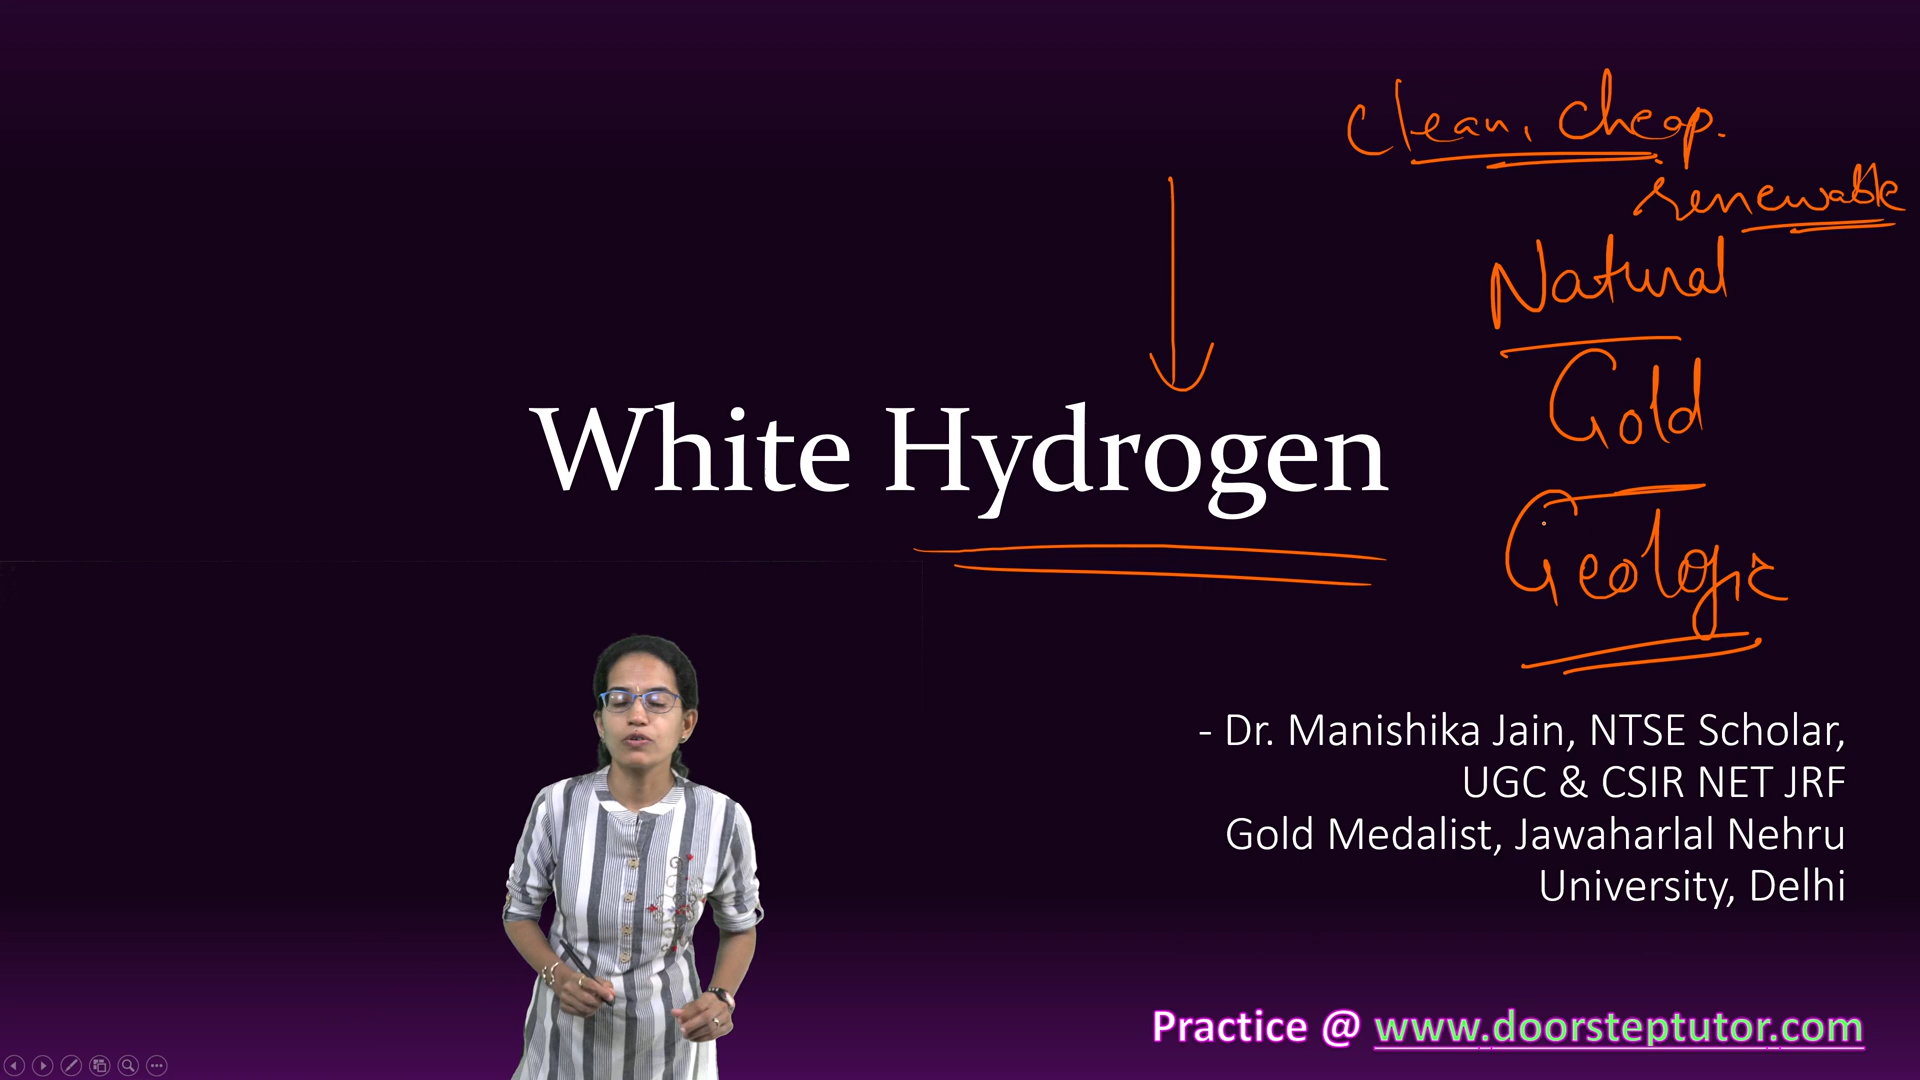 clean, cheap.
renewable
Natural
Gold
White Hydrogen
Geologic
- Dr. Manishika Jain, NTSE Scholar,
UGC & CSIR NET JRF
Gold Medalist, Jawaharlal Nehru
University, Delhi
Practice @ www.doorsteptutor.com